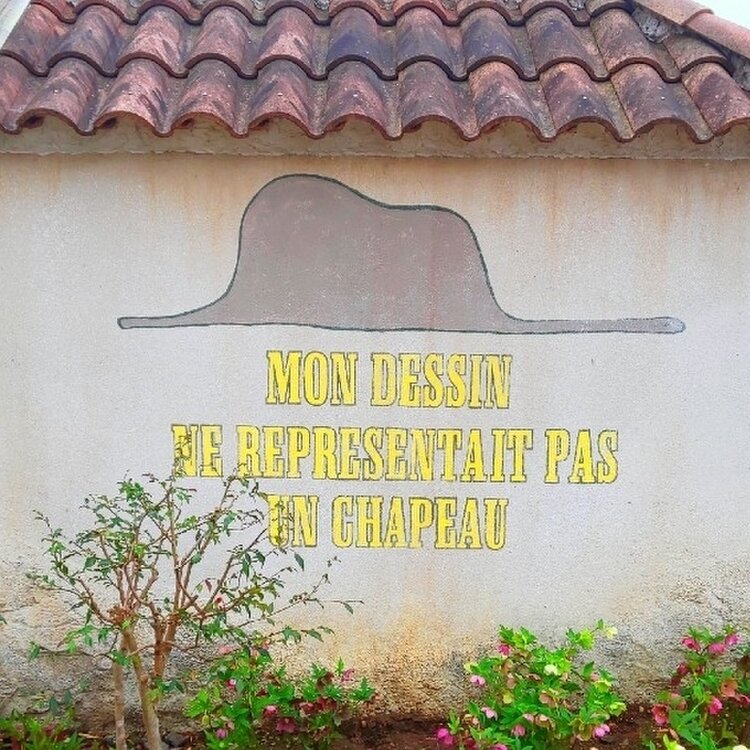 MON DESSIN
NE REPRESENTAIT PAS
UN CHAPEAU